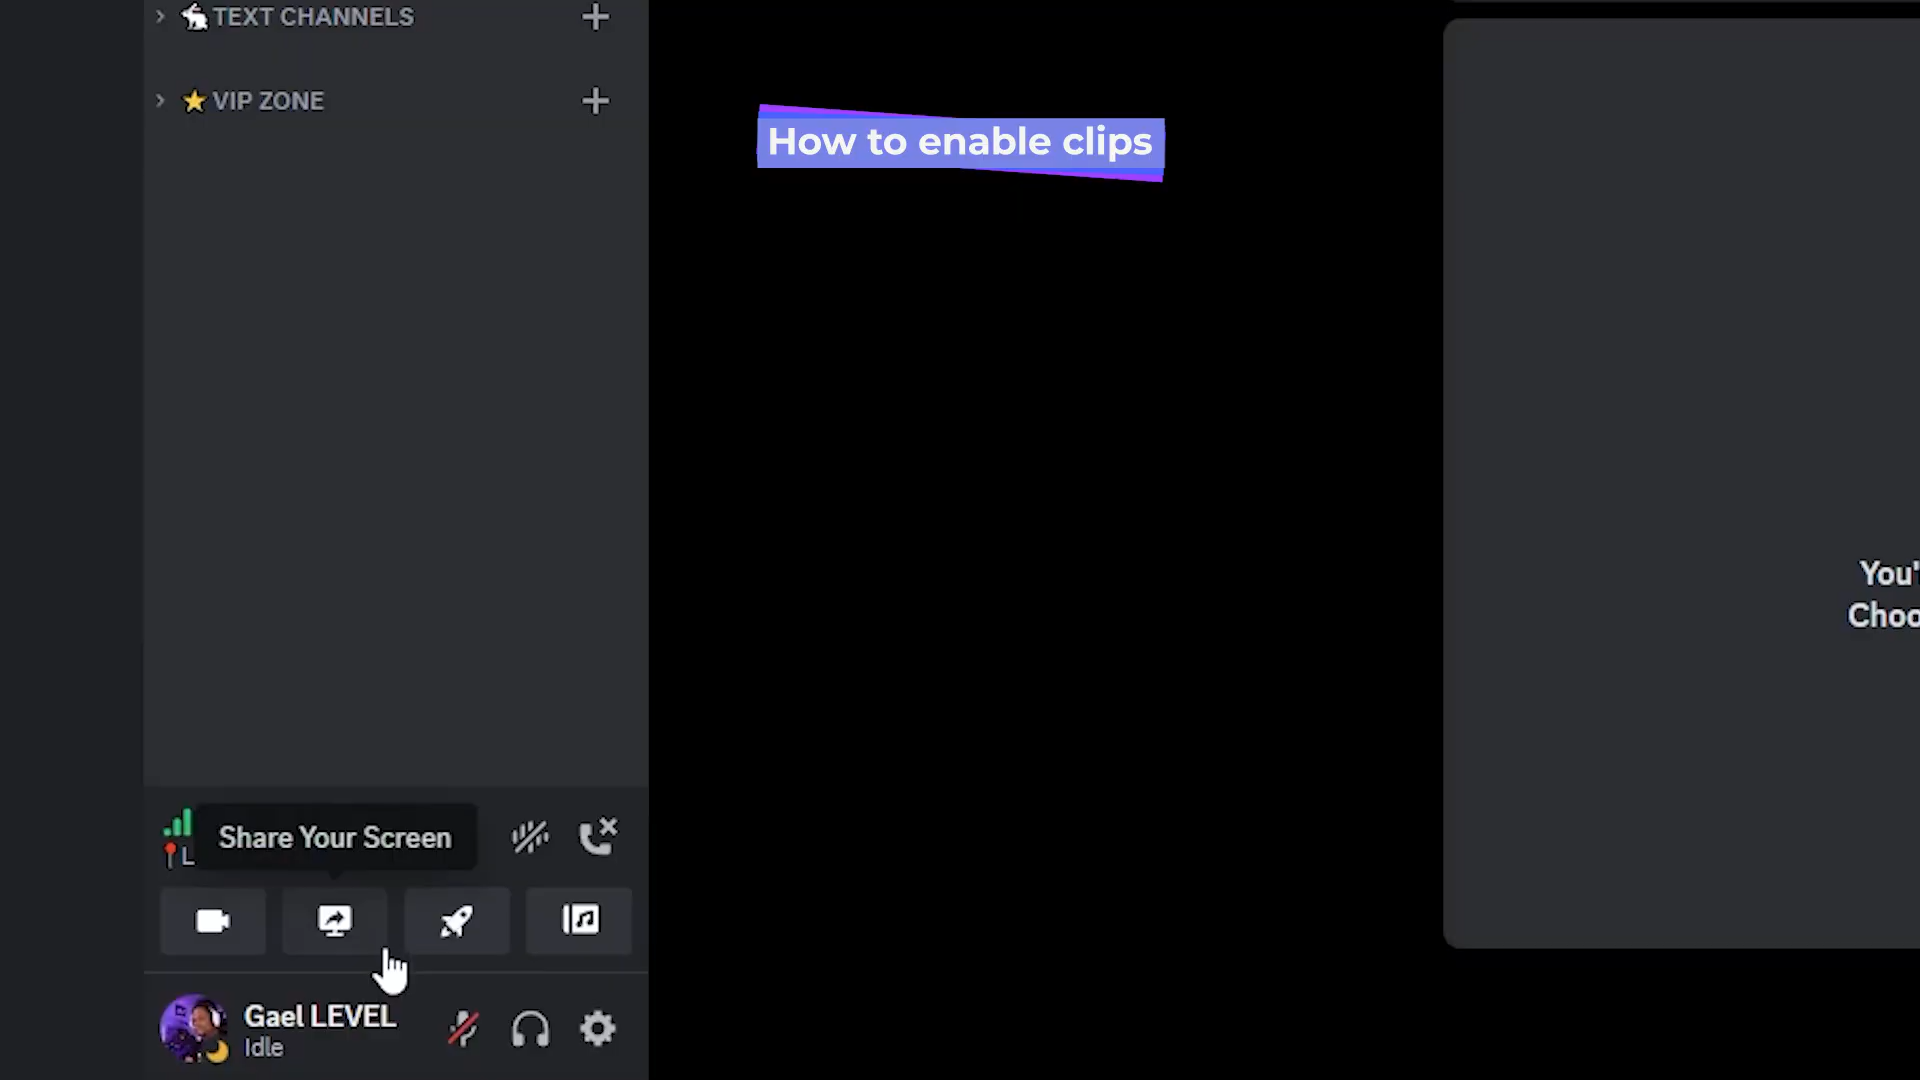 TEXT CHANNELS
VIP ZONE
How to enable clips
You'
Choo
Share Your Screen
L
Gael LEVEL
Idle